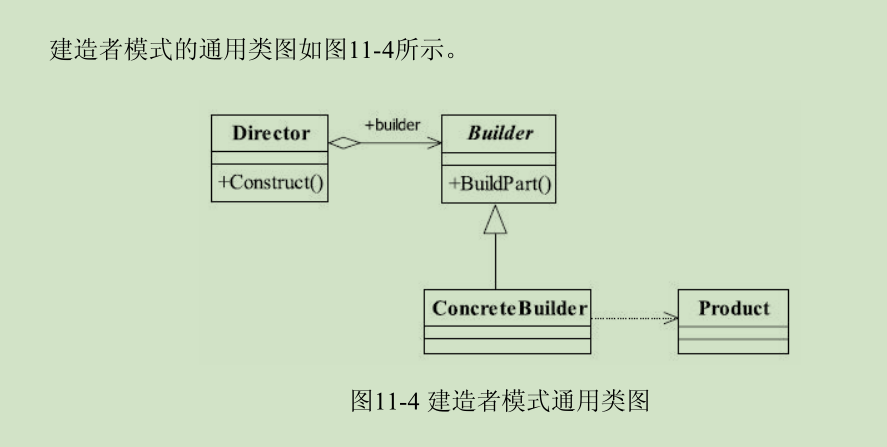 建造者模式的通用类图如图11-4所示。
Director
+builder
Builder
+Construct()
+BuildPart()
ConcreteBuilder
Product
图11-4 建造者模式通用类图